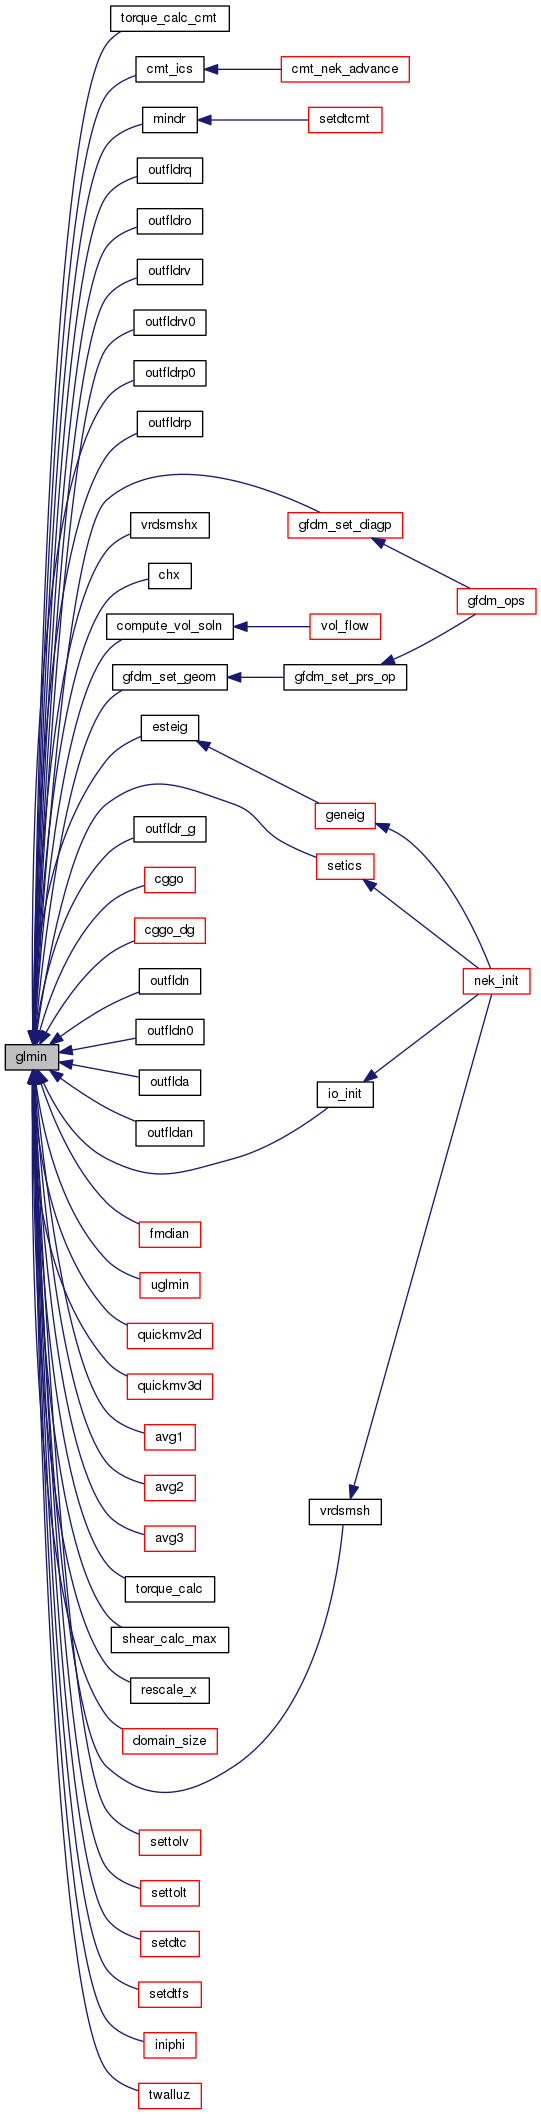 torque_calc_cmt
cmt_ics
cmt_nek_advance
mindr
setdtcmt
outfldrq
outfldro
outfldrv
outfldrv0
outfldrp0
outfldrp
vrdsmshx
gfdm_set_diagp
chx
gfdm_ops
compute_vol_soln
vol_flow
gfdm_set_geom
gfdm_set_prs_op
esteig
geneig
outfldr_g
setics
cggo
cggo_dg
outfldn
nek_init
outfldn0
glmin
outflda
io_init
outfldan
fmdian
uglmin
quickmv2d
quickmv3d
avg1
avg2
vrdsmsh
avg3
torque_calc
shear_calc_max
rescale_x
domain_size
settolv
settolt
setdtc
setdtfs
iniphi
twalluz